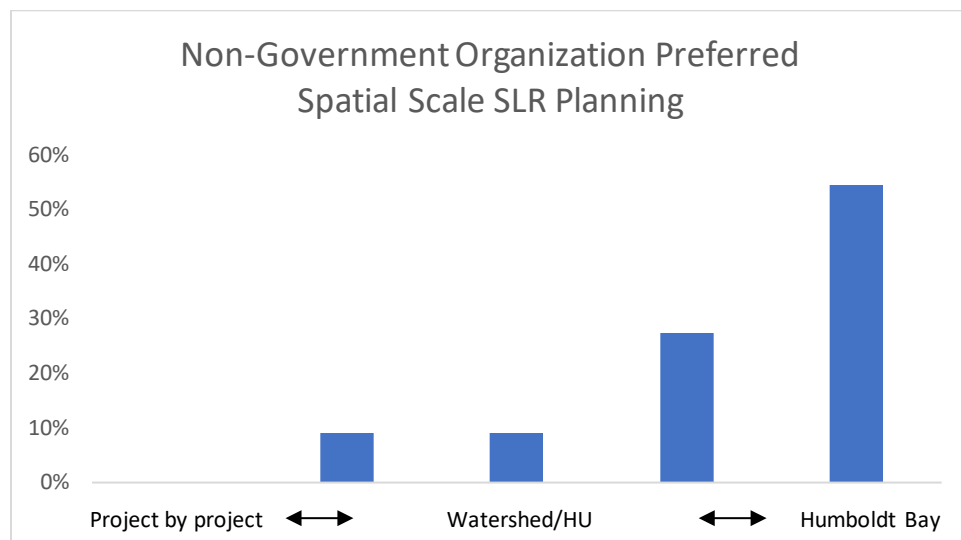 Non-Government Organization Preferred
Spatial Scale SLR Planning
60%
50%
40%
30%
20%
10%
0%
Project by project Watershed/HU Humboldt Bay